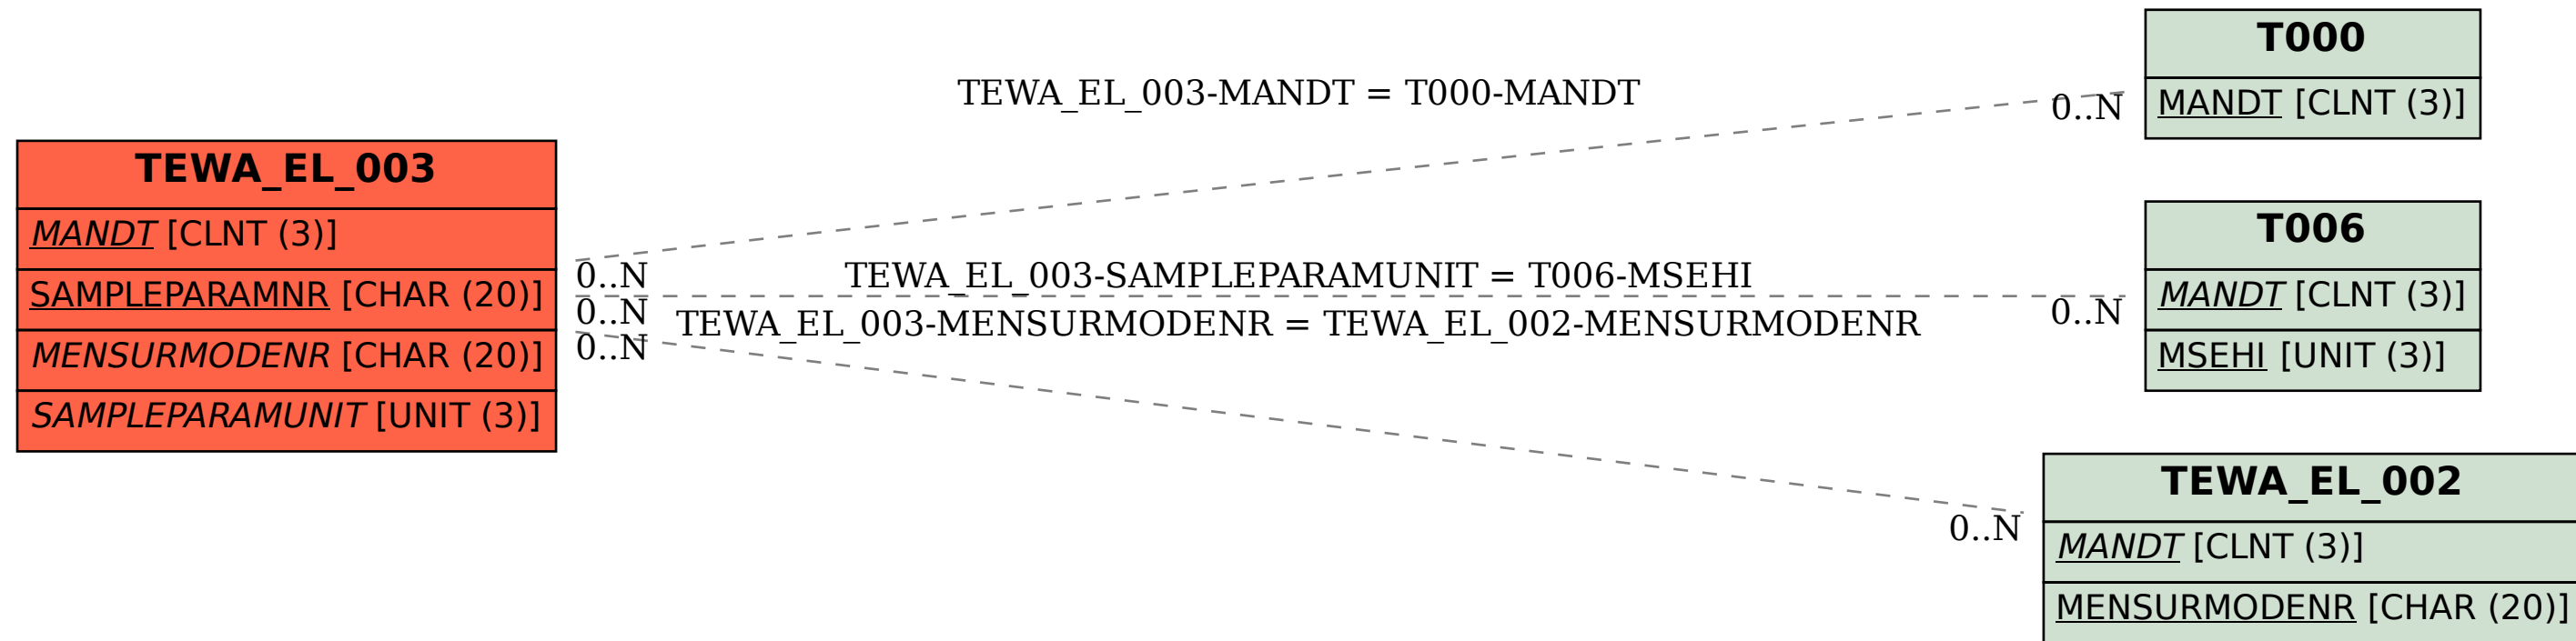 TEWA_EL_003
MANDT [CLNT (3)]
SAMPLEPARAMNR [CHAR (20)]
MENSURMODENR [CHAR (20)]
SAMPLEPARAMUNIT [UNIT (3)]
TEWA_EL_003-MANDT = T000-MANDT
0..N
0..N
TEWA_EL_003-SAMPLEPARAMUNIT = T006-MSEHI
0..N
0..N
TEWA_EL_003-MENSURMODENR = TEWA_EL_002-MENSURMODENR
0..N
0..N
T000
MANDT [CLNT (3)]
T006
MANDT [CLNT (3)]
MSEHI [UNIT (3)]
TEWA_EL_002
MANDT [CLNT (3)]
MENSURMODENR [CHAR (20)]